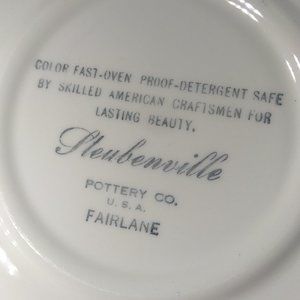 COLOR FAST-OVEN PROOF-DETERGENT SAFE
BY SKILLED AMERICAN CRAFTSMEN FOR
LASTING BEAUTY,
Steubenville
POTTERY CO.
U.S.A.
FAIRLANE